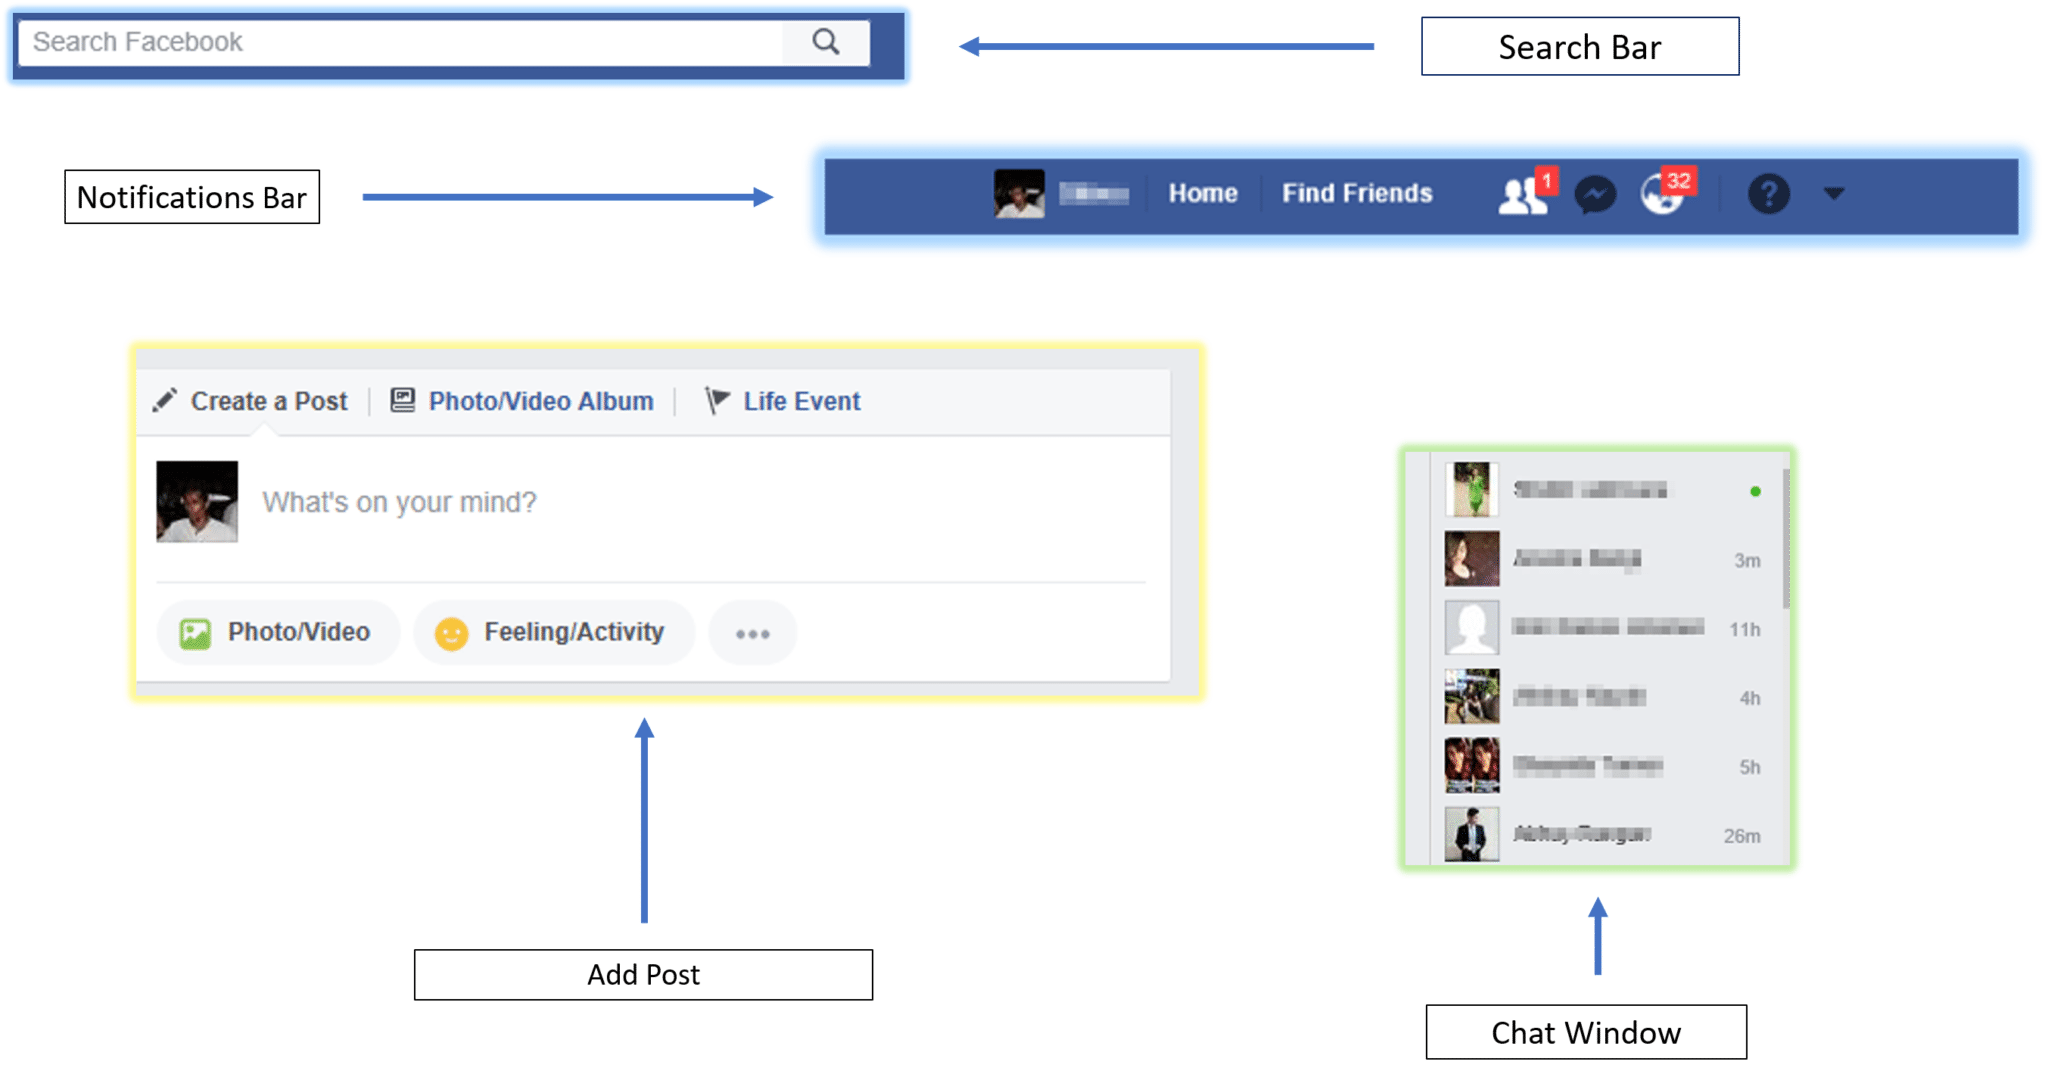 Search Facebook
Search Bar
Notifications Bar
Home
Find Friends
1
32
?
Create a Post
Photo/Video Album
Life Event
What's on your mind?
Photo/Video
Feeling/Activity
3m
11h
4h
5h
26m
Add Post
Chat Window